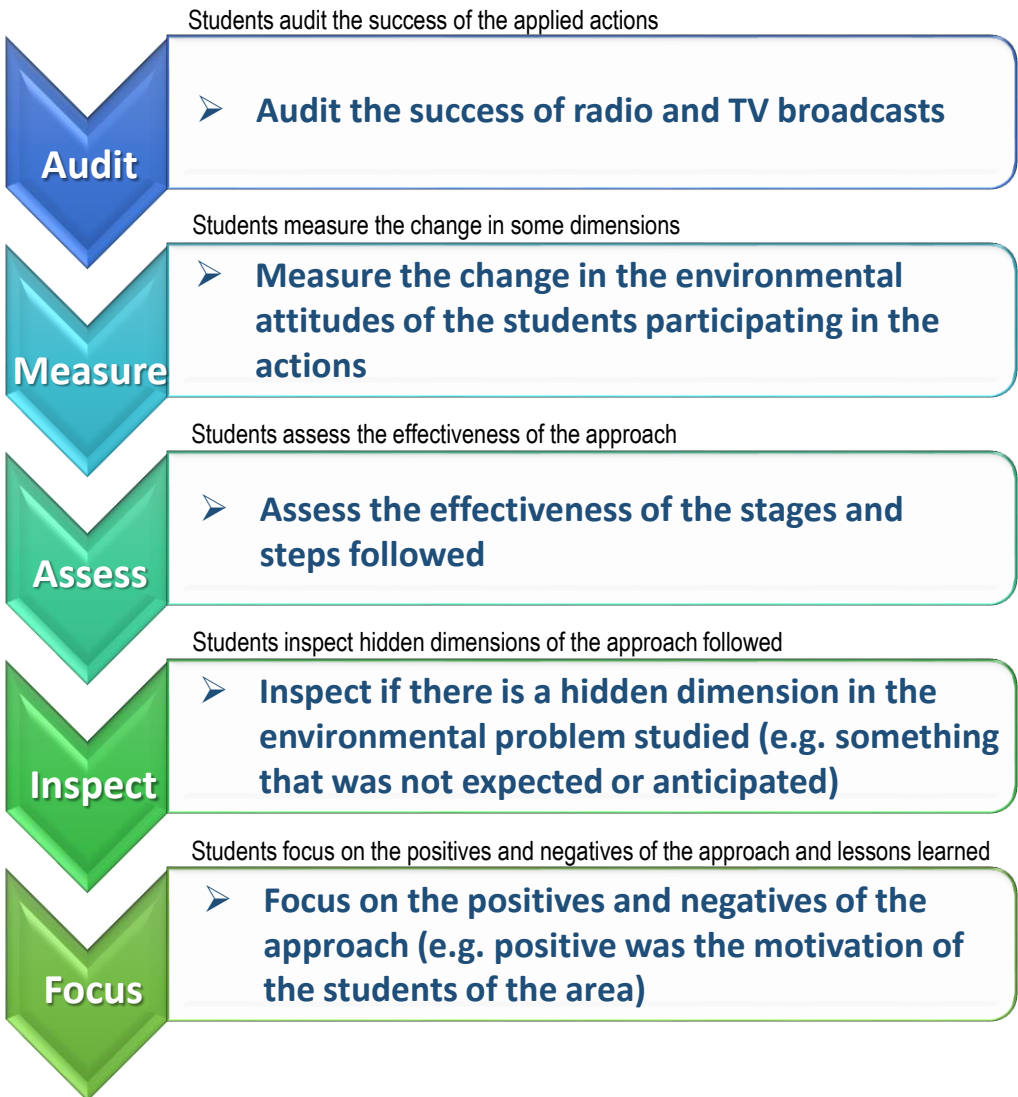 Students audit the success of the applied actions
➢ Audit the success of radio and TV broadcasts
Audit
Students measure the change in some dimensions
➢ Measure the change in the environmental
attitudes of the students participating in the
actions
Measure
Students assess the effectiveness of the approach
➢ Assess the effectiveness of the stages and
steps followed
Assess
Students inspect hidden dimensions of the approach followed
➢ Inspect if there is a hidden dimension in the
environmental problem studied (e.g. something
that was not expected or anticipated)
Inspect
Students focus on the positives and negatives of the approach and lessons learned
➢ Focus on the positives and negatives of the
approach (e.g. positive was the motivation of
the students of the area)
Focus